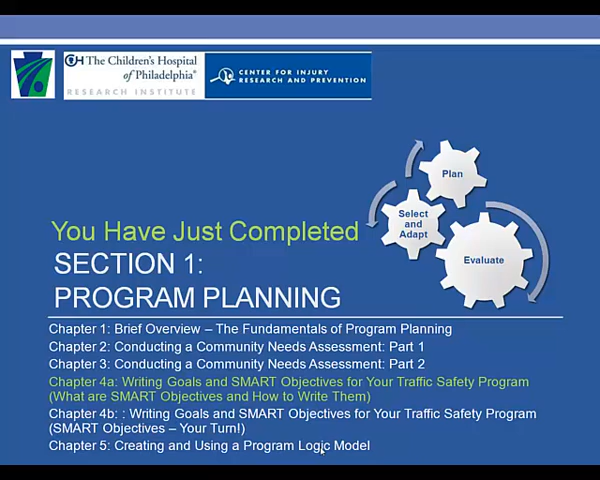 The Children's Hospital
of Philadelphia®
RESEARCH INSTITUTE
CENTER FOR INJURY
RESEARCH AND PREVENTION
Plan
Select
and
Adapt
Evaluate
You Have Just Completed
SECTION 1:
PROGRAM PLANNING
Chapter 1: Brief Overview – The Fundamentals of Program Planning
Chapter 2: Conducting a Community Needs Assessment: Part 1
Chapter 3: Conducting a Community Needs Assessment: Part 2
Chapter 4a: Writing Goals and SMART Objectives for Your Traffic Safety Program
(What are SMART Objectives and How to Write Them)
Chapter 4b: : Writing Goals and SMART Objectives for Your Traffic Safety Program
(SMART Objectives – Your Turn!)
Chapter 5: Creating and Using a Program Logic Model